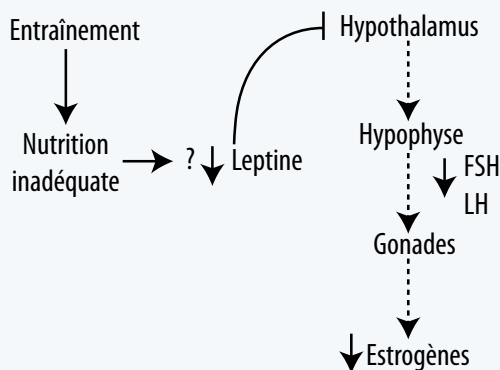 Entraînement
Hypothalamus
Nutrition
inadéquate
? Leptine
Hypophyse
FSH
LH
Gonades
Estrogènes